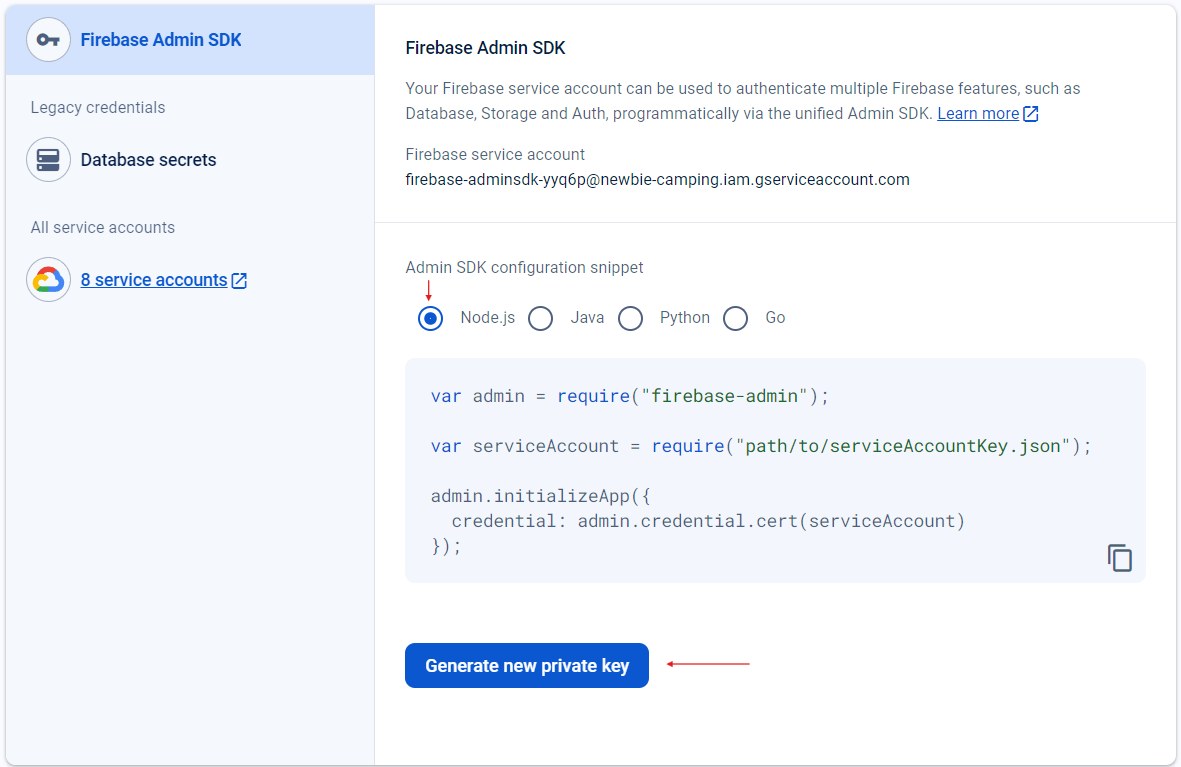 Firebase Admin SDK
Legacy credentials
Database secrets
All service accounts
8 service accounts
Firebase Admin SDK
Your Firebase service account can be used to authenticate multiple Firebase features, such as
Database, Storage and Auth, programmatically via the unified Admin SDK. Learn more
Firebase service account
firebase-adminsdk-yyq6p@newbie-camping.iam.gserviceaccount.com
Admin SDK configuration snippet
Node.js Java Python Go
var admin = require("firebase-admin");
var serviceAccount = require("path/to/serviceAccountKey.json");
admin.initializeApp({
  credential: admin.credential.cert(serviceAccount)
});
Generate new private key